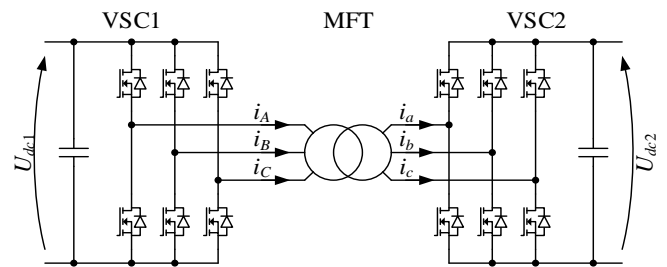 VSC1
MFT
VSC2
U_dc1
i_A
i_B
i_C
i_a
i_b
i_c
U_dc2